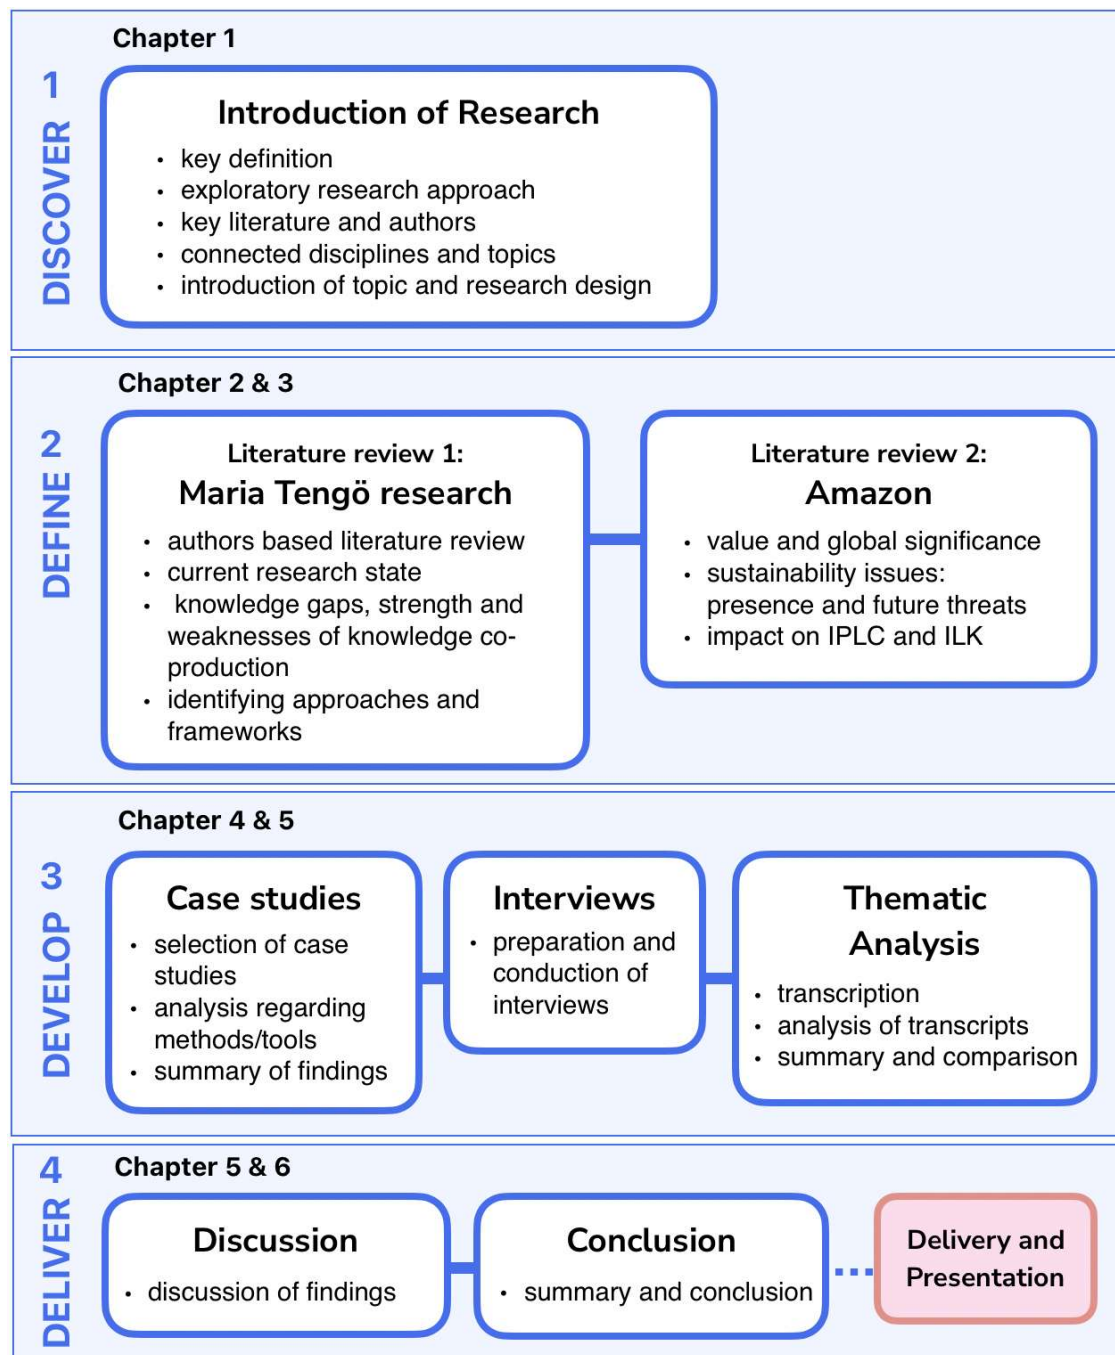 Chapter 1
1
DISCOVER
Introduction of Research
• key definition
• exploratory research approach
• key literature and authors
• connected disciplines and topics
• introduction of topic and research design
Chapter 2 & 3
2
DEFINE
Literature review 1:
Maria Tengö research
• authors based literature review
• current research state
• knowledge gaps, strength and
weaknesses of knowledge co-
production
• identifying approaches and
frameworks
Literature review 2:
Amazon
• value and global significance
• sustainability issues:
presence and future threats
• impact on IPLC and ILK
Chapter 4 & 5
3
DEVELOP
Case studies
• selection of case
studies
• analysis regarding
methods/tools
• summary of findings
Interviews
• preparation and
conduction of
interviews
Thematic
Analysis
• transcription
• analysis of transcripts
• summary and comparison
Chapter 5 & 6
4
DELIVER
Discussion
• discussion of findings
Conclusion
• summary and conclusion
Delivery and
Presentation